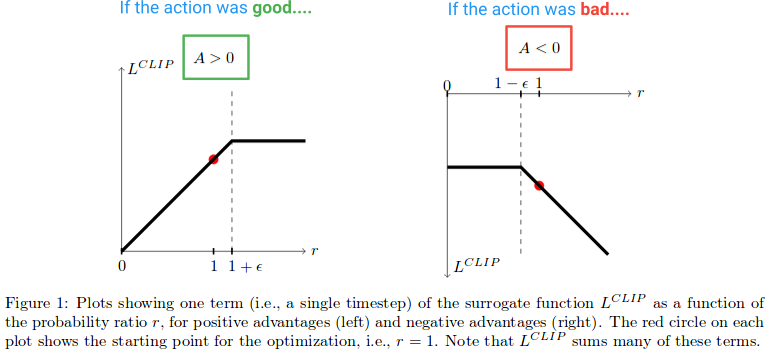 If the action was good....
If the action was bad....
A > 0
A < 0
L^{CLIP}
0
1 1 + ϵ
r
0
1 − ϵ 1
r
L^{CLIP}
Figure 1: Plots showing one term (i.e., a single timestep) of the surrogate function L^{CLIP} as a function of
the probability ratio r, for positive advantages (left) and negative advantages (right). The red circle on each
plot shows the starting point for the optimization, i.e., r = 1. Note that L^{CLIP} sums many of these terms.